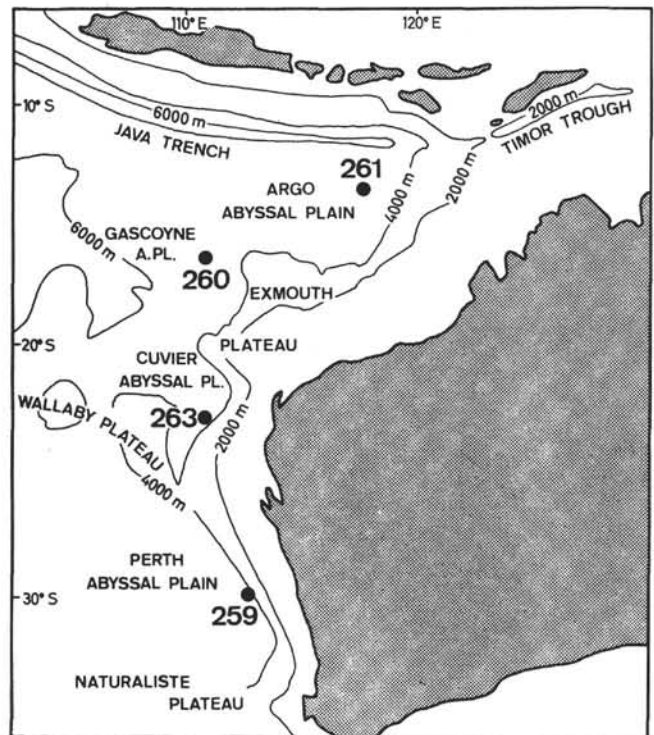 110°E
120°E
10°S
6000 m
JAVA TRENCH
2000 m
TIMOR TROUGH
261
ARGO
ABYSSAL PLAIN
4000 m
2000 m
6000 m
GASCOYNE
A.PL.
260
EXMOUTH
PLATEAU
20°S
CUVIER
ABYSSAL PL.
263
WALLABY PLATEAU
2000 m
4000 m
PERTH
ABYSSAL PLAIN
30°S
259
NATURALISTE
PLATEAU